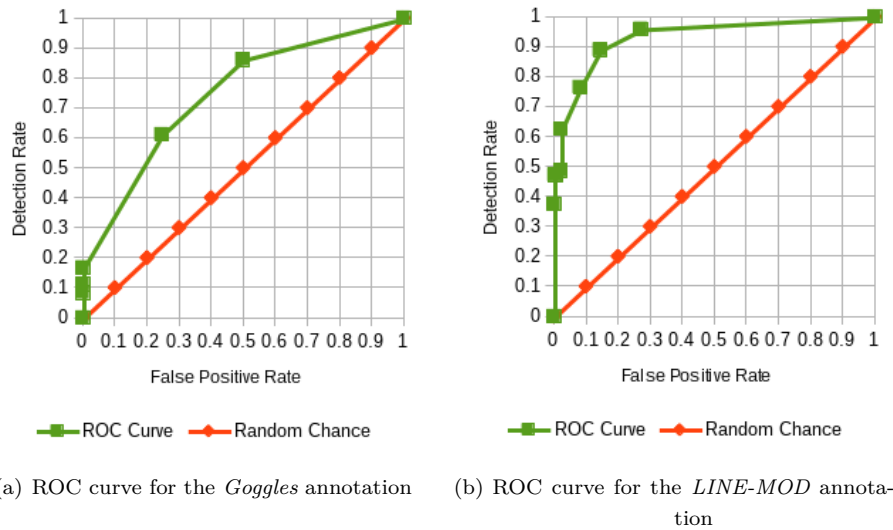 1
0.9
0.8
0.7
0.6
0.5
0.4
0.3
0.2
0.1
0
Detection Rate
0 0.1 0.2 0.3 0.4 0.5 0.6 0.7 0.8 0.9 1
False Positive Rate
ROC Curve Random Chance
(a) ROC curve for the Goggles annotation
1
0.9
0.8
0.7
0.6
0.5
0.4
0.3
0.2
0.1
0
Detection Rate
0 0.1 0.2 0.3 0.4 0.5 0.6 0.7 0.8 0.9 1
False Positive Rate
ROC Curve Random Chance
(b) ROC curve for the LINE-MOD annota-
tion